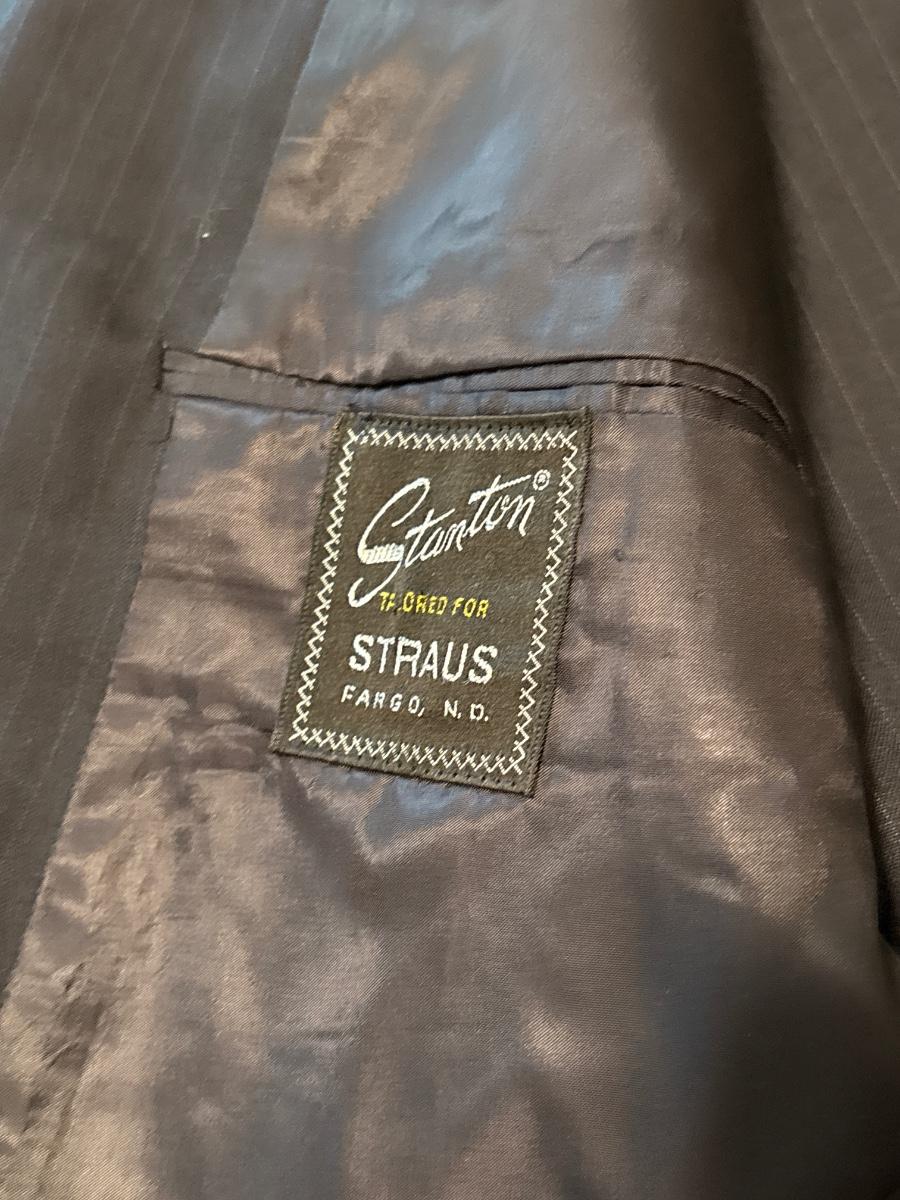 Stanton®
TAILORED FOR
STRAUS
FARGO, N.D.